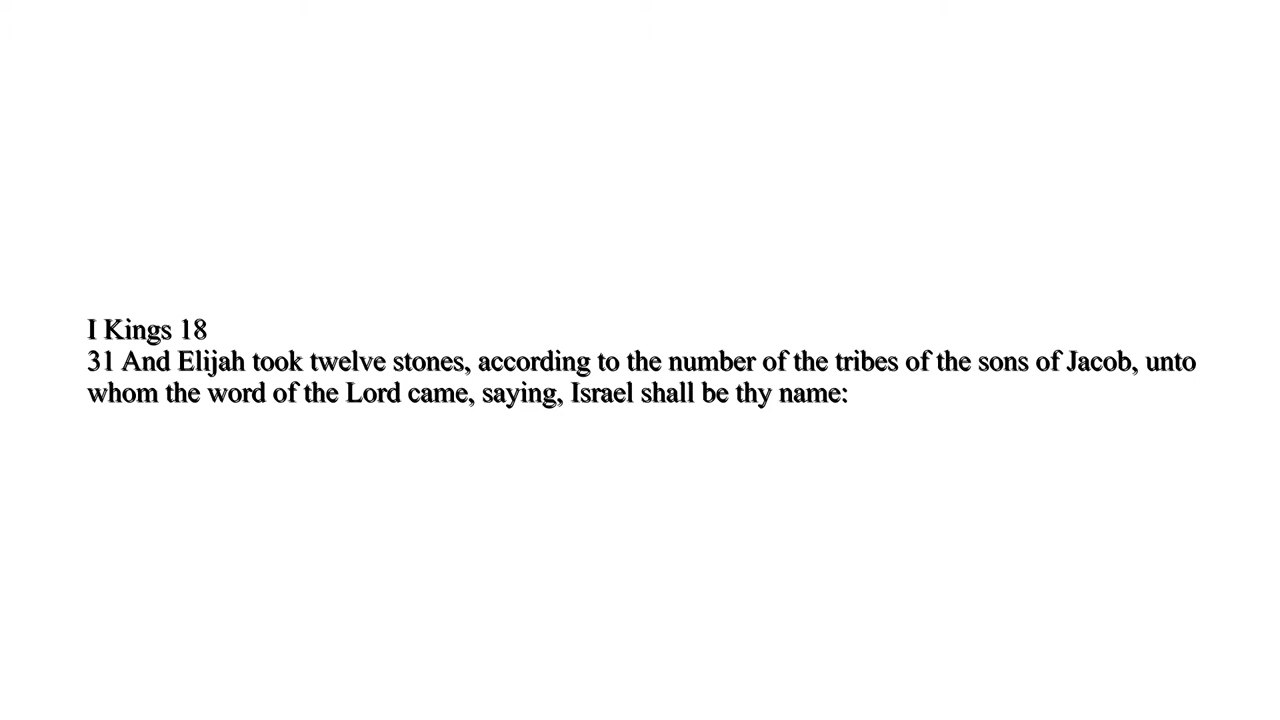 I Kings 18
31 And Elijah took twelve stones, according to the number of the tribes of the sons of Jacob, unto
whom the word of the Lord came, saying, Israel shall be thy name: